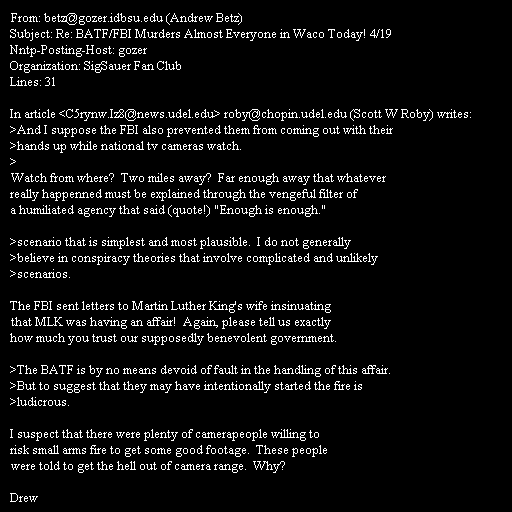 From: betz@gozer.idbsu.edu (Andrew Betz)
Subject: Re: BATF/FBI Murders Almost Everyone in Waco Today! 4/19
Nntp-Posting-Host: gozer
Organization: SigSauer Fan Club
Lines: 31

In article <C5rynw.Iz8@news.udel.edu> roby@chopin.udel.edu (Scott W Roby) writes:
>And I suppose the FBI also prevented them from coming out with their
>hands up while national tv cameras watch.
>
Watch from where?  Two miles away?  Far enough away that whatever
really happenned must be explained through the vengeful filter of
a humiliated agency that said (quote!) "Enough is enough."

>scenario that is simplest and most plausible.  I do not generally
>believe in conspiracy theories that involve complicated and unlikely
>scenarios.

The FBI sent letters to Martin Luther King's wife insinuating
that MLK was having an affair!  Again, please tell us exactly
how much you trust our supposedly benevolent government.

>The BATF is by no means devoid of fault in the handling of this affair.
>But to suggest that they may have intentionally started the fire is
>ludicrous.

I suspect that there were plenty of camerapeople willing to
risk small arms fire to get some good footage.  These people
were told to get the hell out of camera range.  Why?

Drew